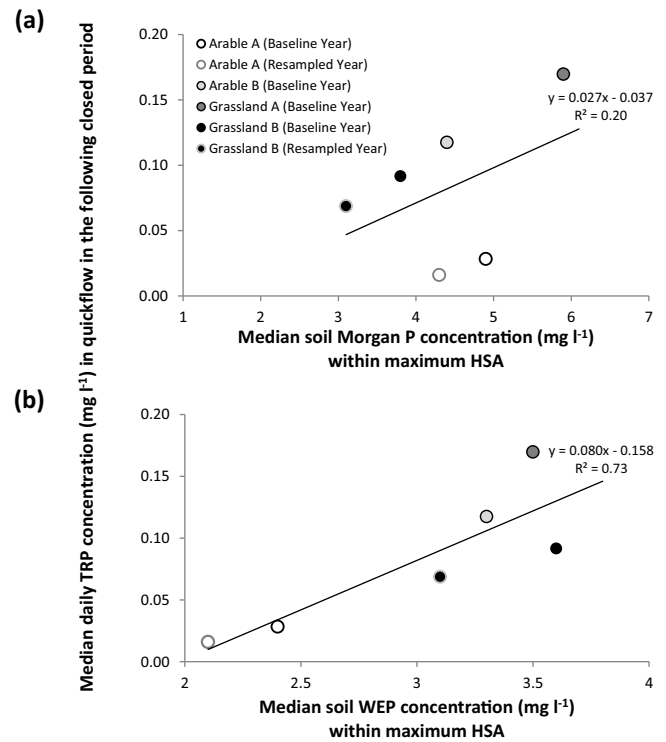 (a)
Median daily TRP concentration (mg l⁻¹) in quickflow in the following closed period
0.20
0.15
0.10
0.05
0.00
Arable A (Baseline Year)
Arable A (Resampled Year)
Arable B (Baseline Year)
Grassland A (Baseline Year)
Grassland B (Baseline Year)
Grassland B (Resampled Year)
y = 0.027x - 0.037
R² = 0.20
1 2 3 4 5 6 7
Median soil Morgan P concentration (mg l⁻¹)
within maximum HSA
(b)
0.20
0.15
0.10
0.05
0.00
y = 0.080x - 0.158
R² = 0.73
2 2.5 3 3.5 4
Median soil WEP concentration (mg l⁻¹)
within maximum HSA